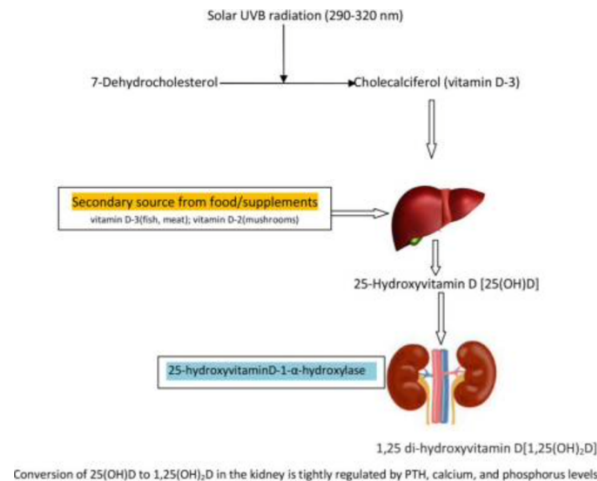 Solar UVB radiation (290-320 nm)
7-Dehydrocholesterol
Cholecalciferol (vitamin D-3)
Secondary source from food/supplements
vitamin D-3(fish, meat); vitamin D-2(mushrooms)
25-Hydroxyvitamin D [25(OH)D]
25-hydroxyvitaminD-1-α-hydroxylase
1,25 di-hydroxyvitamin D[1,25(OH)₂D]
Conversion of 25(OH)D to 1,25(OH)₂D in the kidney is tightly regulated by PTH, calcium, and phosphorus levels